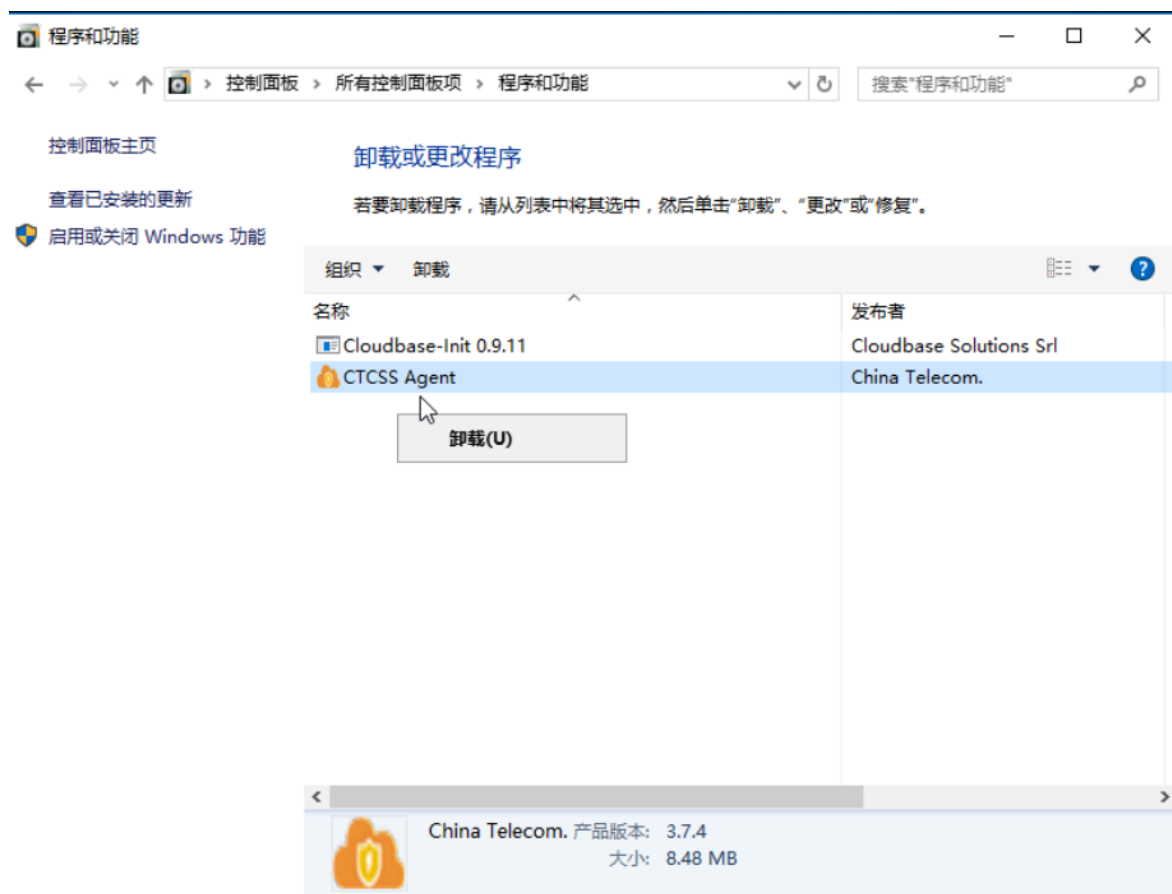 程序和功能
控制面板 › 所有控制面板项 › 程序和功能
搜索"程序和功能"
控制面板主页
查看已安装的更新
启用或关闭 Windows 功能
卸载或更改程序
若要卸载程序，请从列表中将其选中，然后单击“卸载”、“更改”或“修复”。
组织 卸载
名称 发布者
Cloudbase-Init 0.9.11 Cloudbase Solutions Srl
CTCSS Agent China Telecom.
卸载(U)
China Telecom. 产品版本: 3.7.4
大小: 8.48 MB